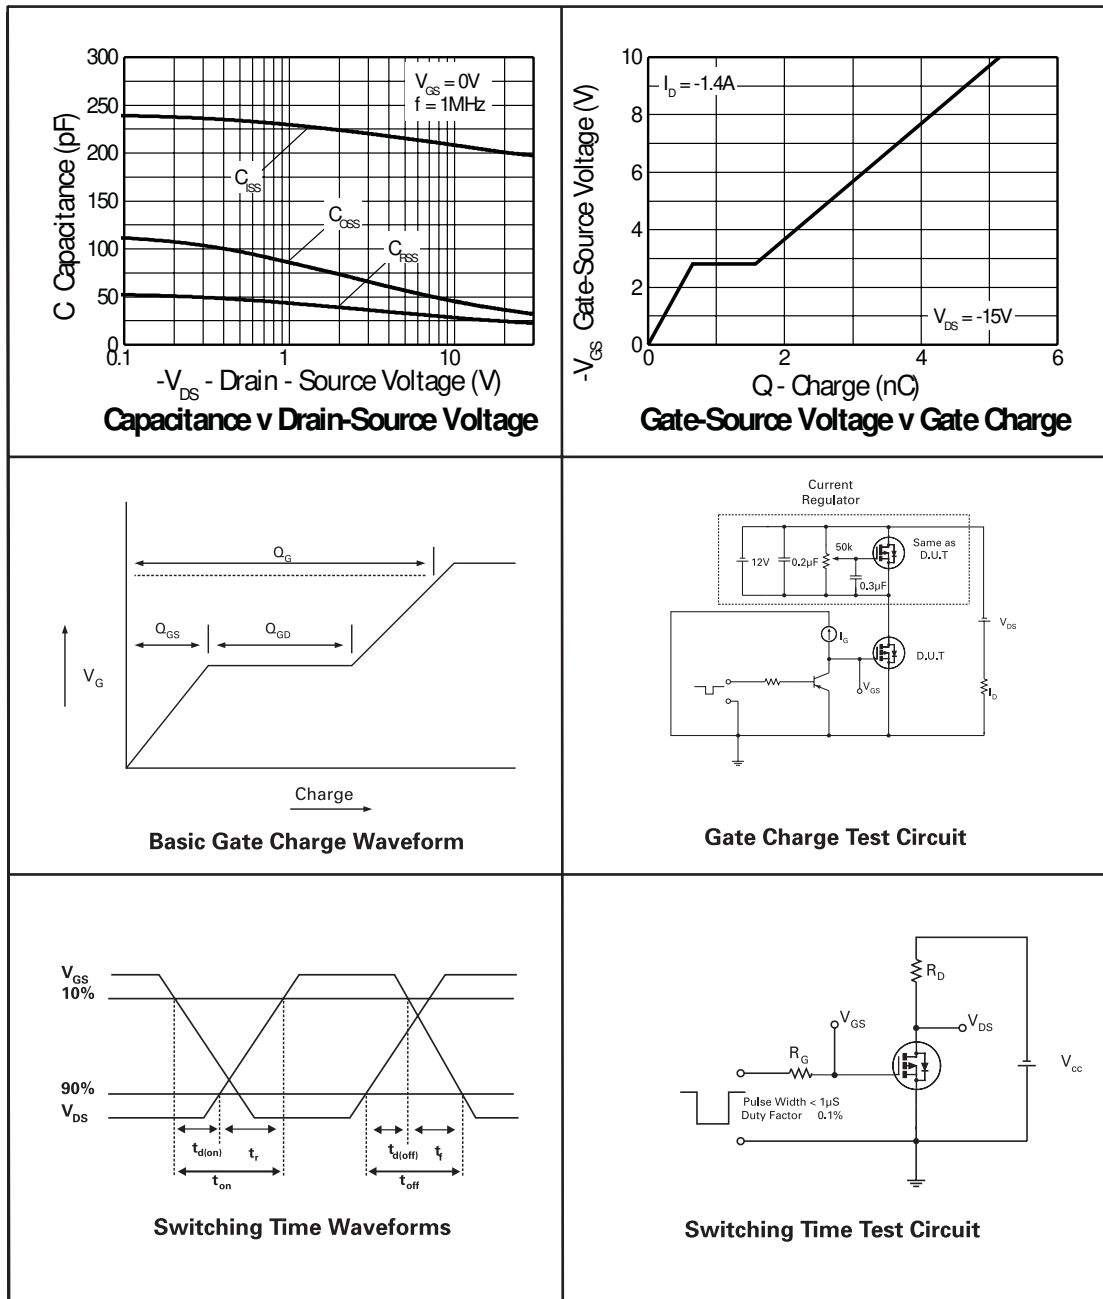 300
250
200
150
100
50
0
C Capacitance (pF)
V_GS = 0V
f = 1MHz
C_ISS
C_OSS
C_RSS
0.1
1
10
-V_DS - Drain - Source Voltage (V)
Capacitance v Drain-Source Voltage
10
8
6
4
2
0
-V_GS Gate-Source Voltage (V)
I_D = -1.4A
V_DS = -15V
0
2
4
6
Q - Charge (nC)
Gate-Source Voltage v Gate Charge
Q_G
Q_GS
Q_GD
V_G
Charge
Basic Gate Charge Waveform
Current
Regulator
12V
0.2µF
50k
0.3µF
Same as
D.U.T
I_G
V_DS
D.U.T
V_GS
I_D
Gate Charge Test Circuit
V_GS
10%
90%
V_DS
t_d(on)
t_r
t_d(off)
t_f
t_on
t_off
Switching Time Waveforms
R_D
V_GS
V_DS
R_G
V_cc
Pulse Width < 1µS
Duty Factor 0.1%
Switching Time Test Circuit